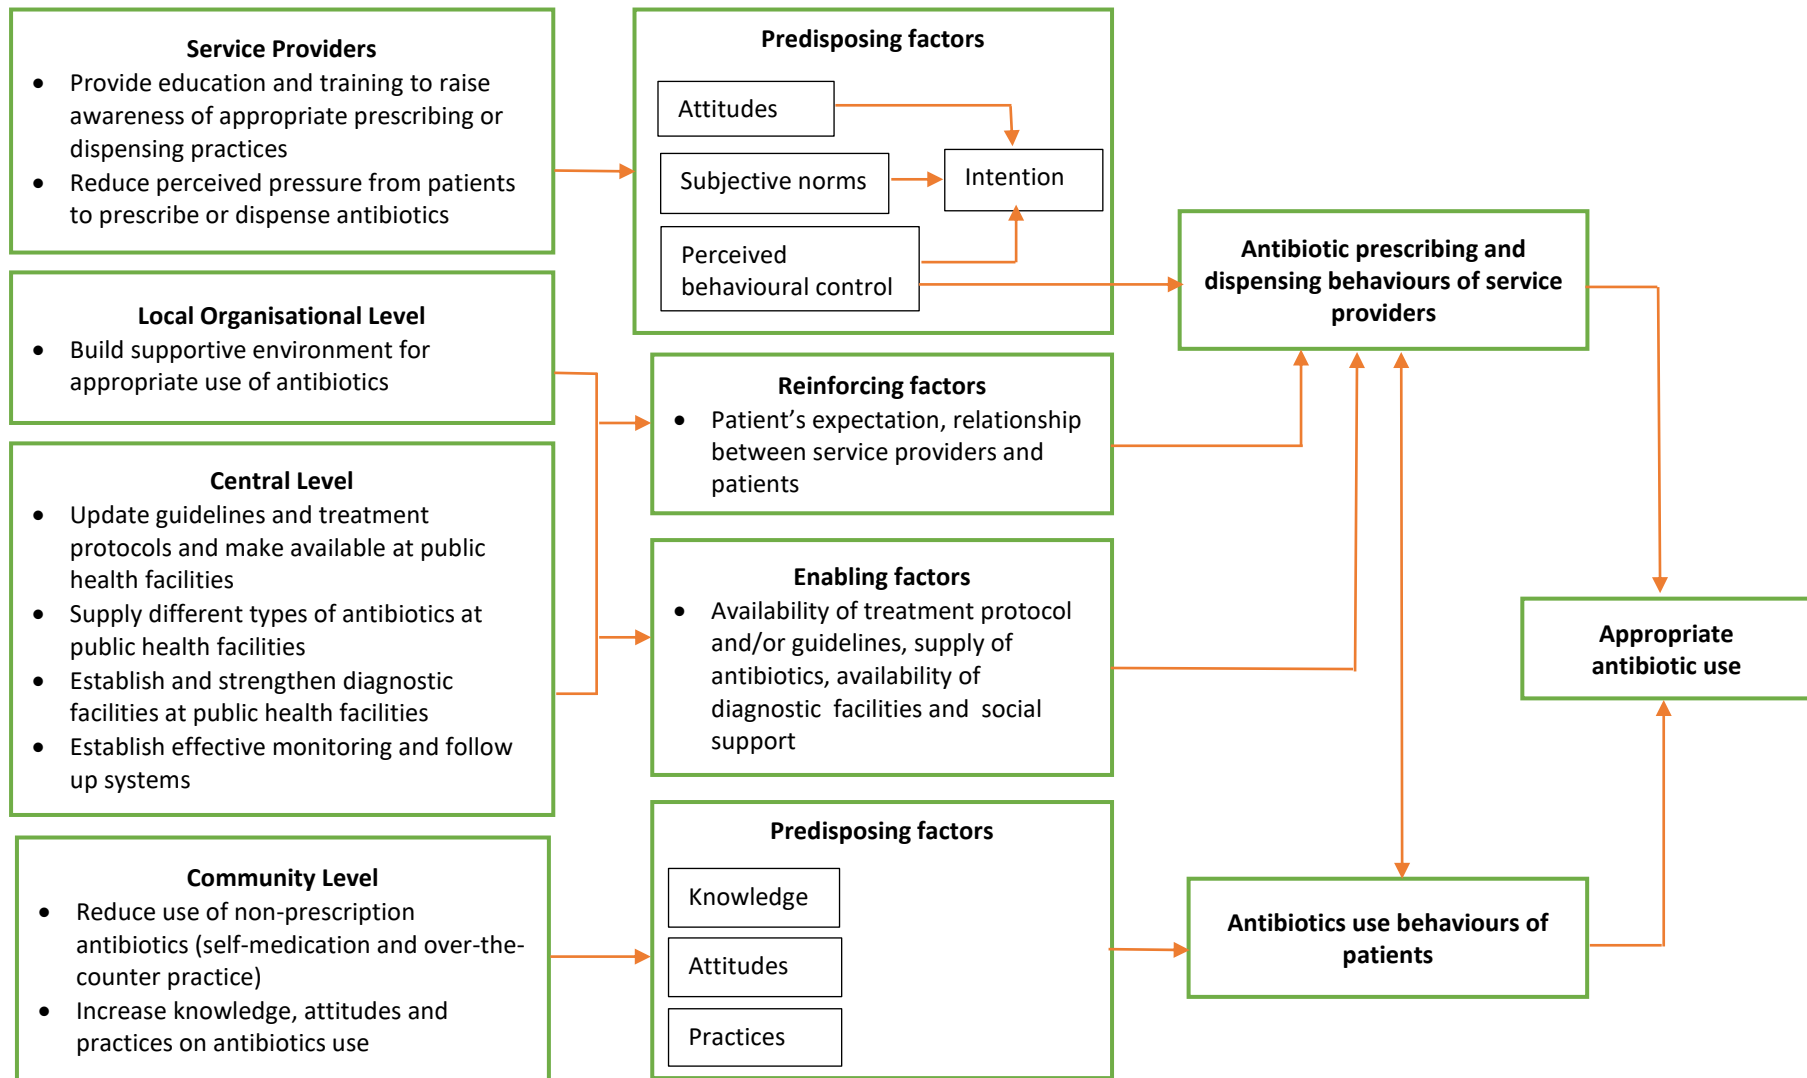 Service Providers
• Provide education and training to raise
awareness of appropriate prescribing or
dispensing practices
• Reduce perceived pressure from patients
to prescribe or dispense antibiotics
Local Organisational Level
• Build supportive environment for
appropriate use of antibiotics
Central Level
• Update guidelines and treatment
protocols and make available at public
health facilities
• Supply different types of antibiotics at
public health facilities
• Establish and strengthen diagnostic
facilities at public health facilities
• Establish effective monitoring and follow
up systems
Community Level
• Reduce use of non-prescription
antibiotics (self-medication and over-the-
counter practice)
• Increase knowledge, attitudes and
practices on antibiotics use
Predisposing factors
Attitudes
Subjective norms
Intention
Perceived
behavioural control
Reinforcing factors
• Patient’s expectation, relationship
between service providers and
patients
Enabling factors
• Availability of treatment protocol
and/or guidelines, supply of
antibiotics, availability of
diagnostic facilities and social
support
Predisposing factors
Knowledge
Attitudes
Practices
Antibiotic prescribing and
dispensing behaviours of service
providers
Antibiotics use behaviours of
patients
Appropriate
antibiotic use